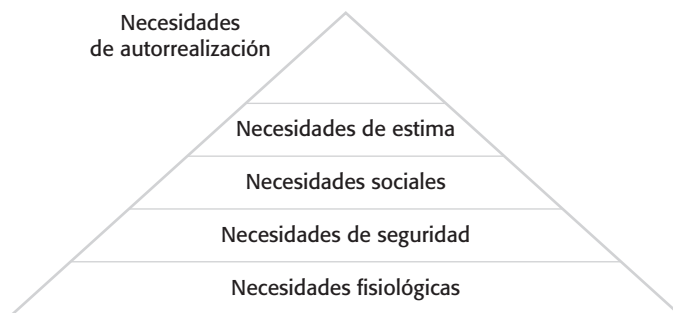 Necesidades
de autorrealización
Necesidades de estima
Necesidades sociales
Necesidades de seguridad
Necesidades fisiológicas